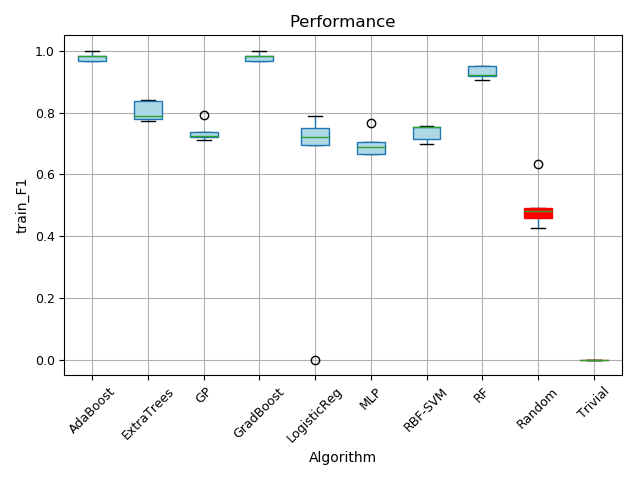 Performance
train_F1
1.0
0.8
0.6
0.4
0.2
0.0
AdaBoost
ExtraTrees
GP
GradBoost
LogisticReg
MLP
RBF-SVM
RF
Random
Trivial
Algorithm